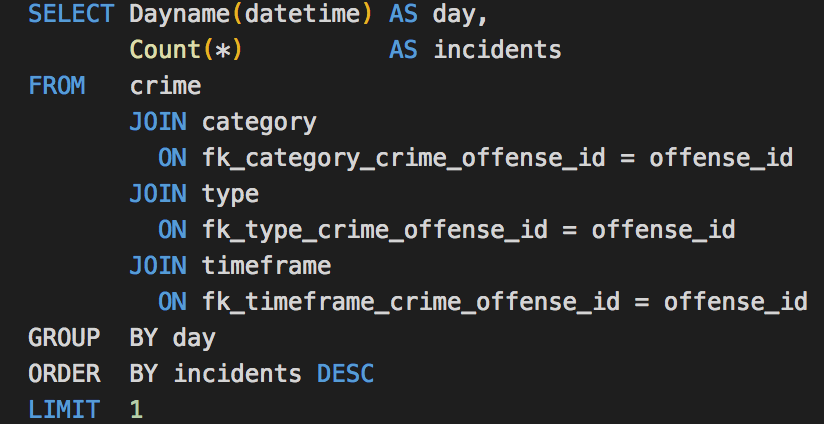 SELECT Dayname(datetime) AS day,
       Count(*)          AS incidents
FROM   crime
       JOIN category
         ON fk_category_crime_offense_id = offense_id
       JOIN type
         ON fk_type_crime_offense_id = offense_id
       JOIN timeframe
         ON fk_timeframe_crime_offense_id = offense_id
GROUP  BY day
ORDER  BY incidents DESC
LIMIT  1